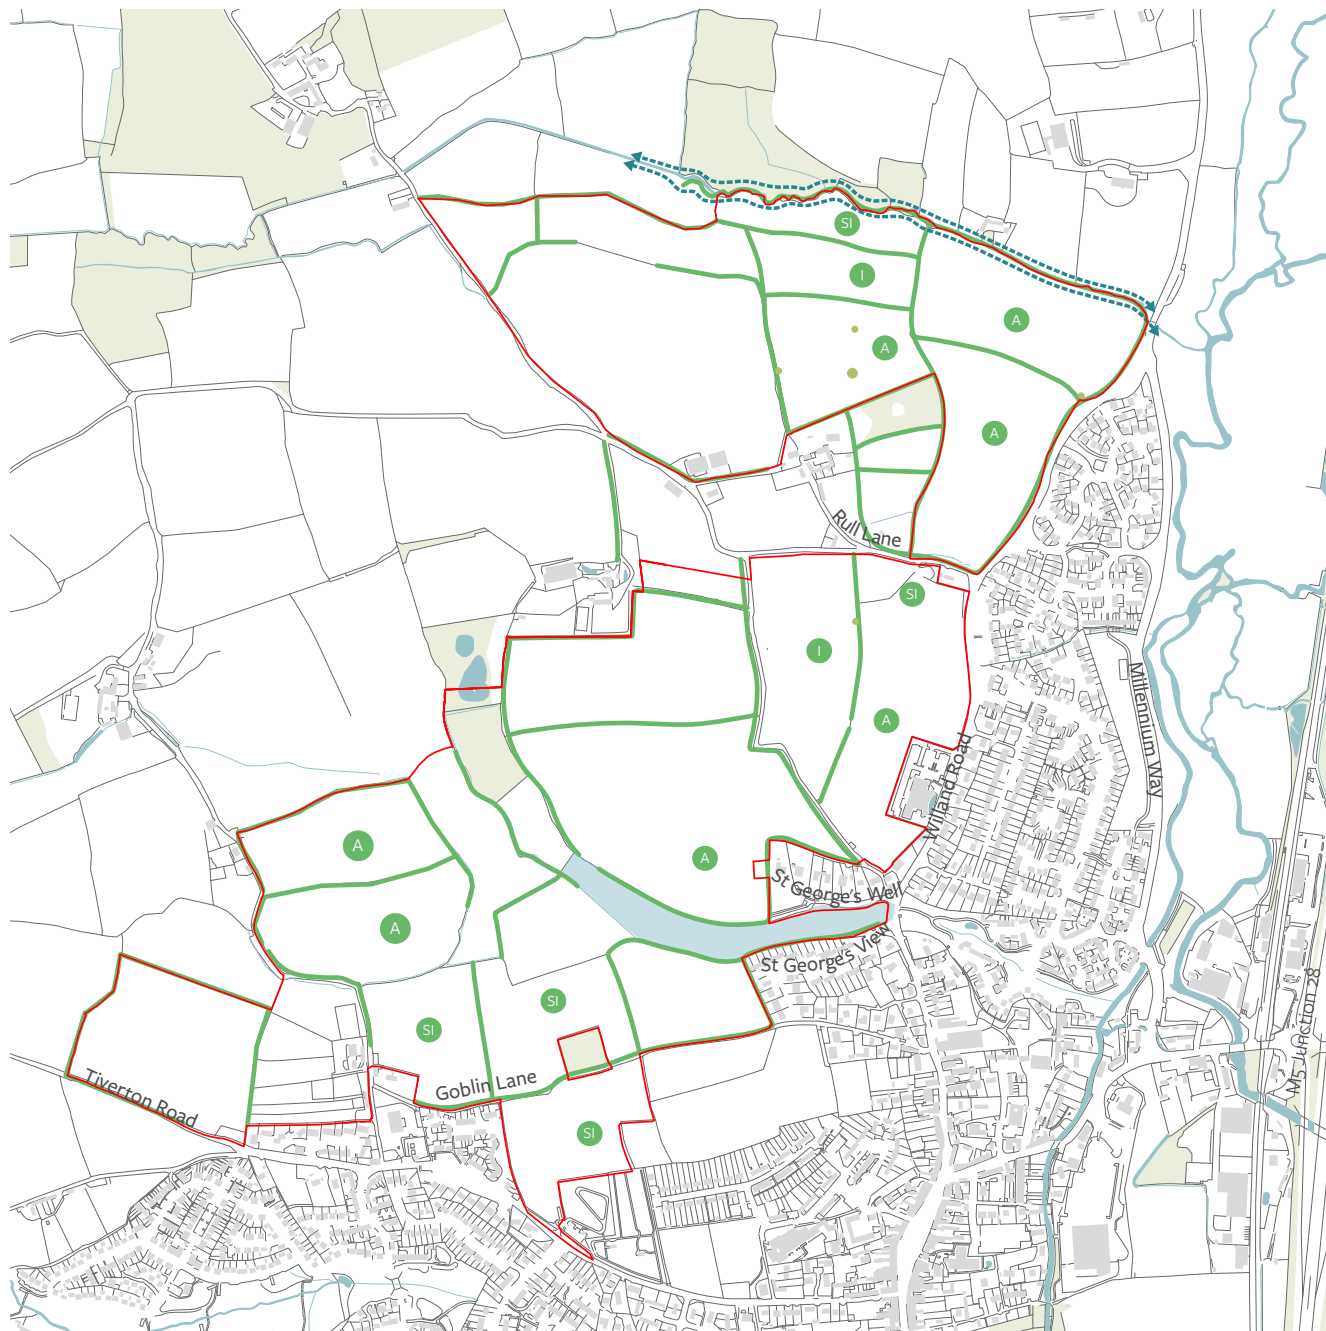 SI
I
A
A
A
Rull Lane
SI
I
Millennium Way
A
Willand Road
A
A
St George's Well
A
St George's View
SI
M5 Junction 28
SI
Goblin Lane
Tiverton Road
SI